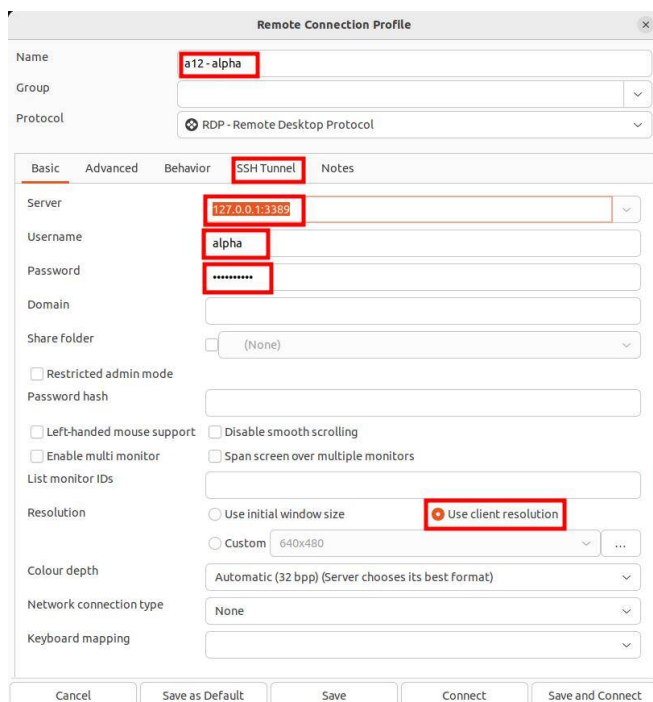 Remote Connection Profile
Name
a12 - alpha
Group
Protocol
RDP - Remote Desktop Protocol
Basic Advanced Behavior SSH Tunnel Notes
Server
127.0.0.1:3389
Username
alpha
Password
••••••••••
Domain
Share folder
(None)
Restricted admin mode
Password hash
Left-handed mouse support Disable smooth scrolling
Enable multi monitor Span screen over multiple monitors
List monitor IDs
Resolution
Use initial window size Use client resolution
Custom 640x480 ...
Colour depth
Automatic (32 bpp) (Server chooses its best format)
Network connection type
None
Keyboard mapping
Cancel Save as Default Save Connect Save and Connect